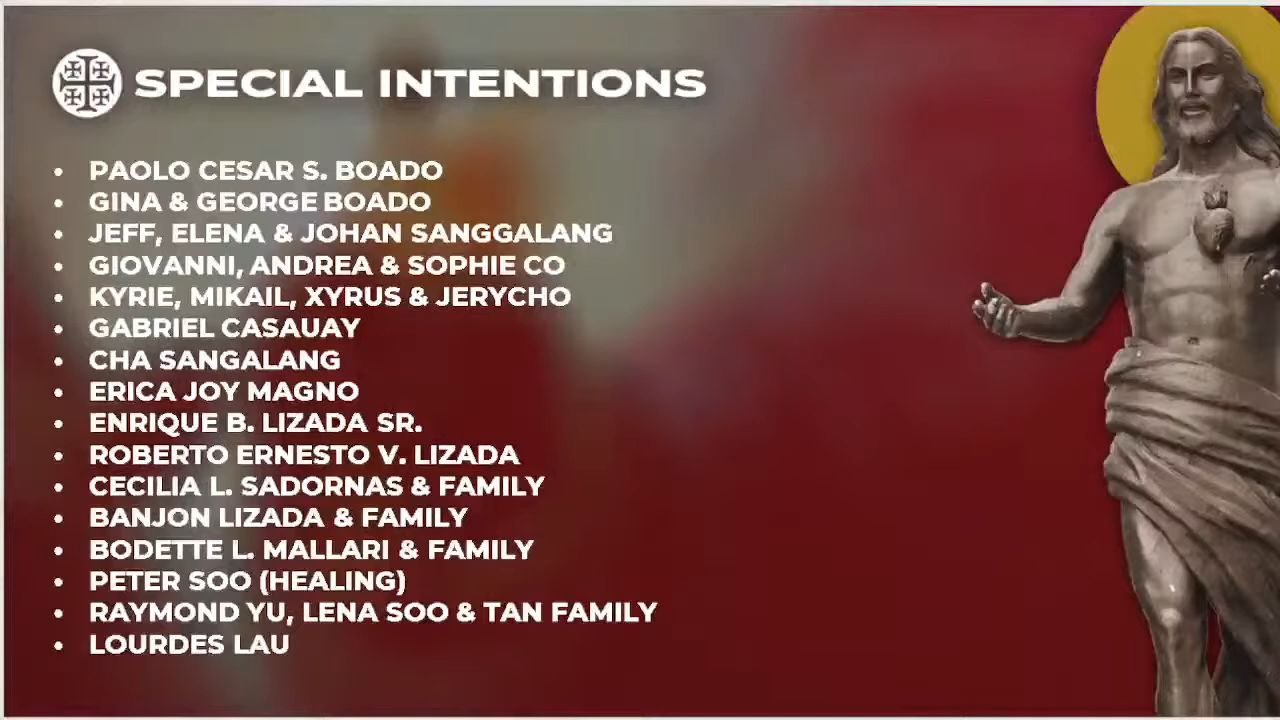 SPECIAL INTENTIONS
• PAOLO CESAR S. BOADO
• GINA & GEORGE BOADO
• JEFF, ELENA & JOHAN SANGGALANG
• GIOVANNI, ANDREA & SOPHIE CO
• KYRIE, MIKAIL, XYRUS & JERYCHO
• GABRIEL CASAUAY
• CHA SANGALANG
• ERICA JOY MAGNO
• ENRIQUE B. LIZADA SR.
• ROBERTO ERNESTO V. LIZADA
• CECILIA L. SADORNAS & FAMILY
• BANJON LIZADA & FAMILY
• BODETTE L. MALLARI & FAMILY
• PETER SOO (HEALING)
• RAYMOND YU, LENA SOO & TAN FAMILY
• LOURDES LAU